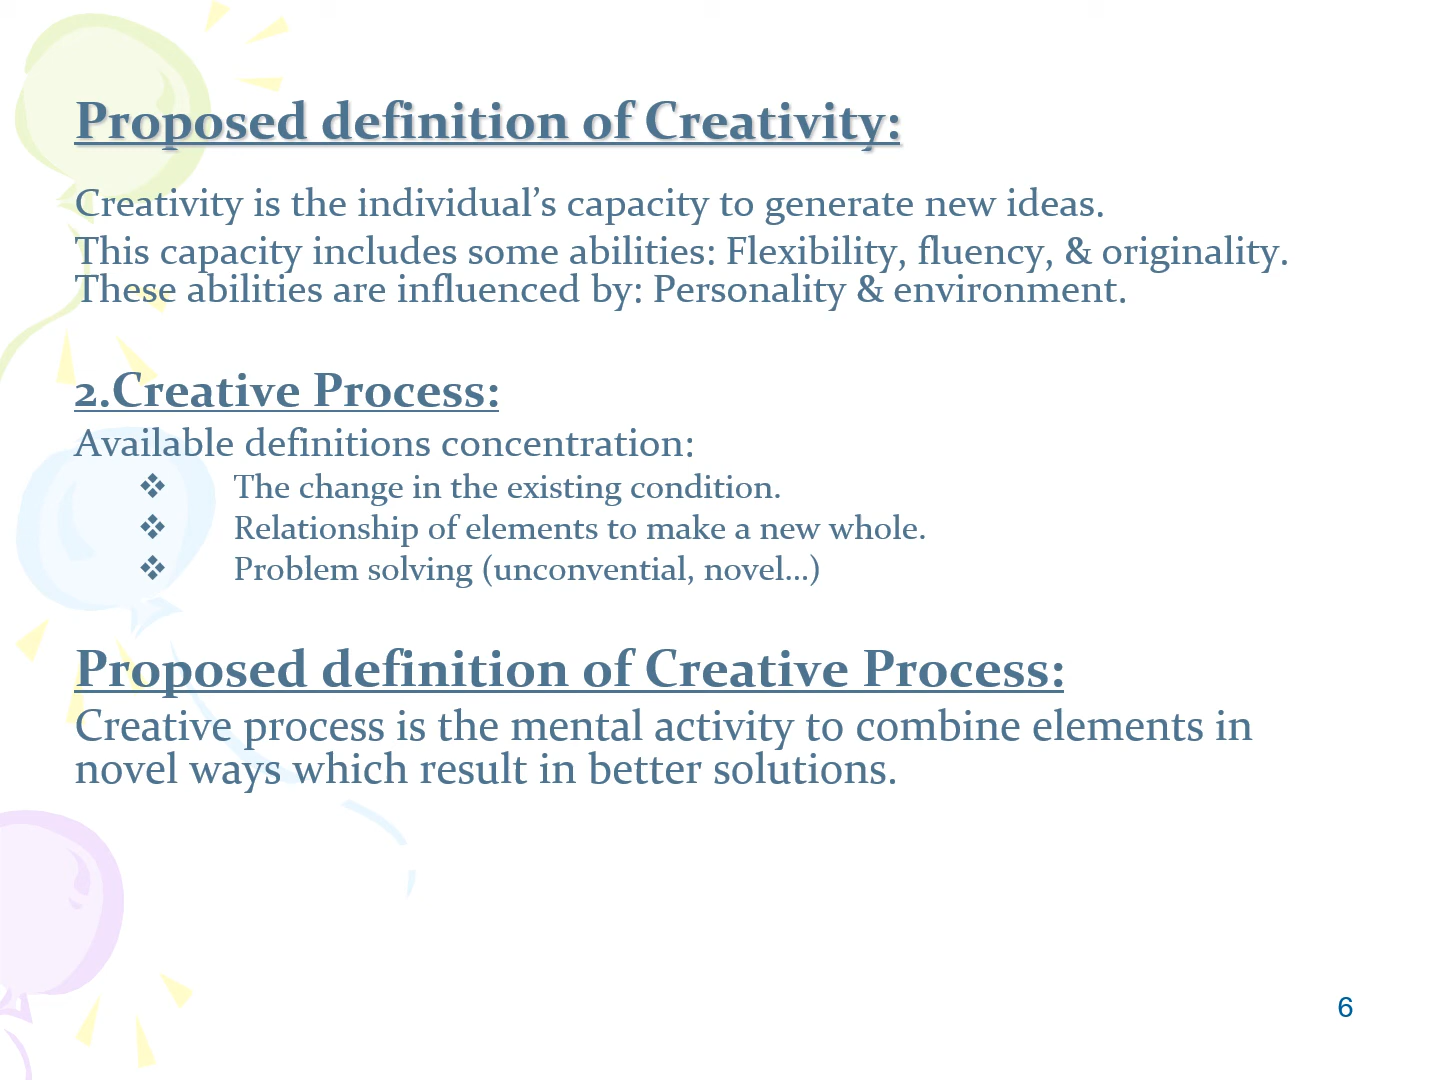 Proposed definition of Creativity:
Creativity is the individual’s capacity to generate new ideas.
This capacity includes some abilities: Flexibility, fluency, & originality.
These abilities are influenced by: Personality & environment.
2.Creative Process:
Available definitions concentration:
❖ The change in the existing condition.
❖ Relationship of elements to make a new whole.
❖ Problem solving (unconvential, novel…)
Proposed definition of Creative Process:
Creative process is the mental activity to combine elements in
novel ways which result in better solutions.
6